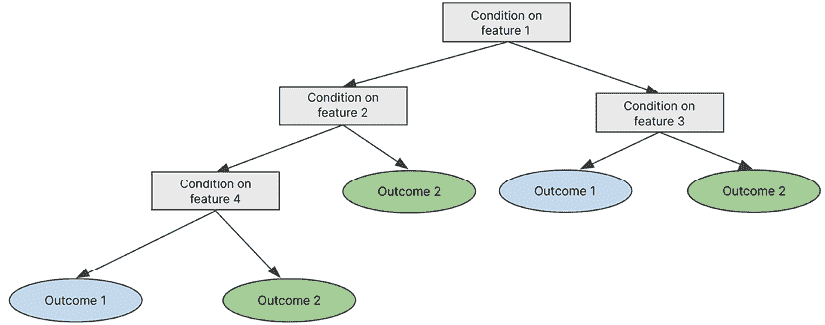 Condition on
feature 1
Condition on
feature 2
Condition on
feature 3
Condition on
feature 4
Outcome 2
Outcome 1
Outcome 2
Outcome 1
Outcome 2